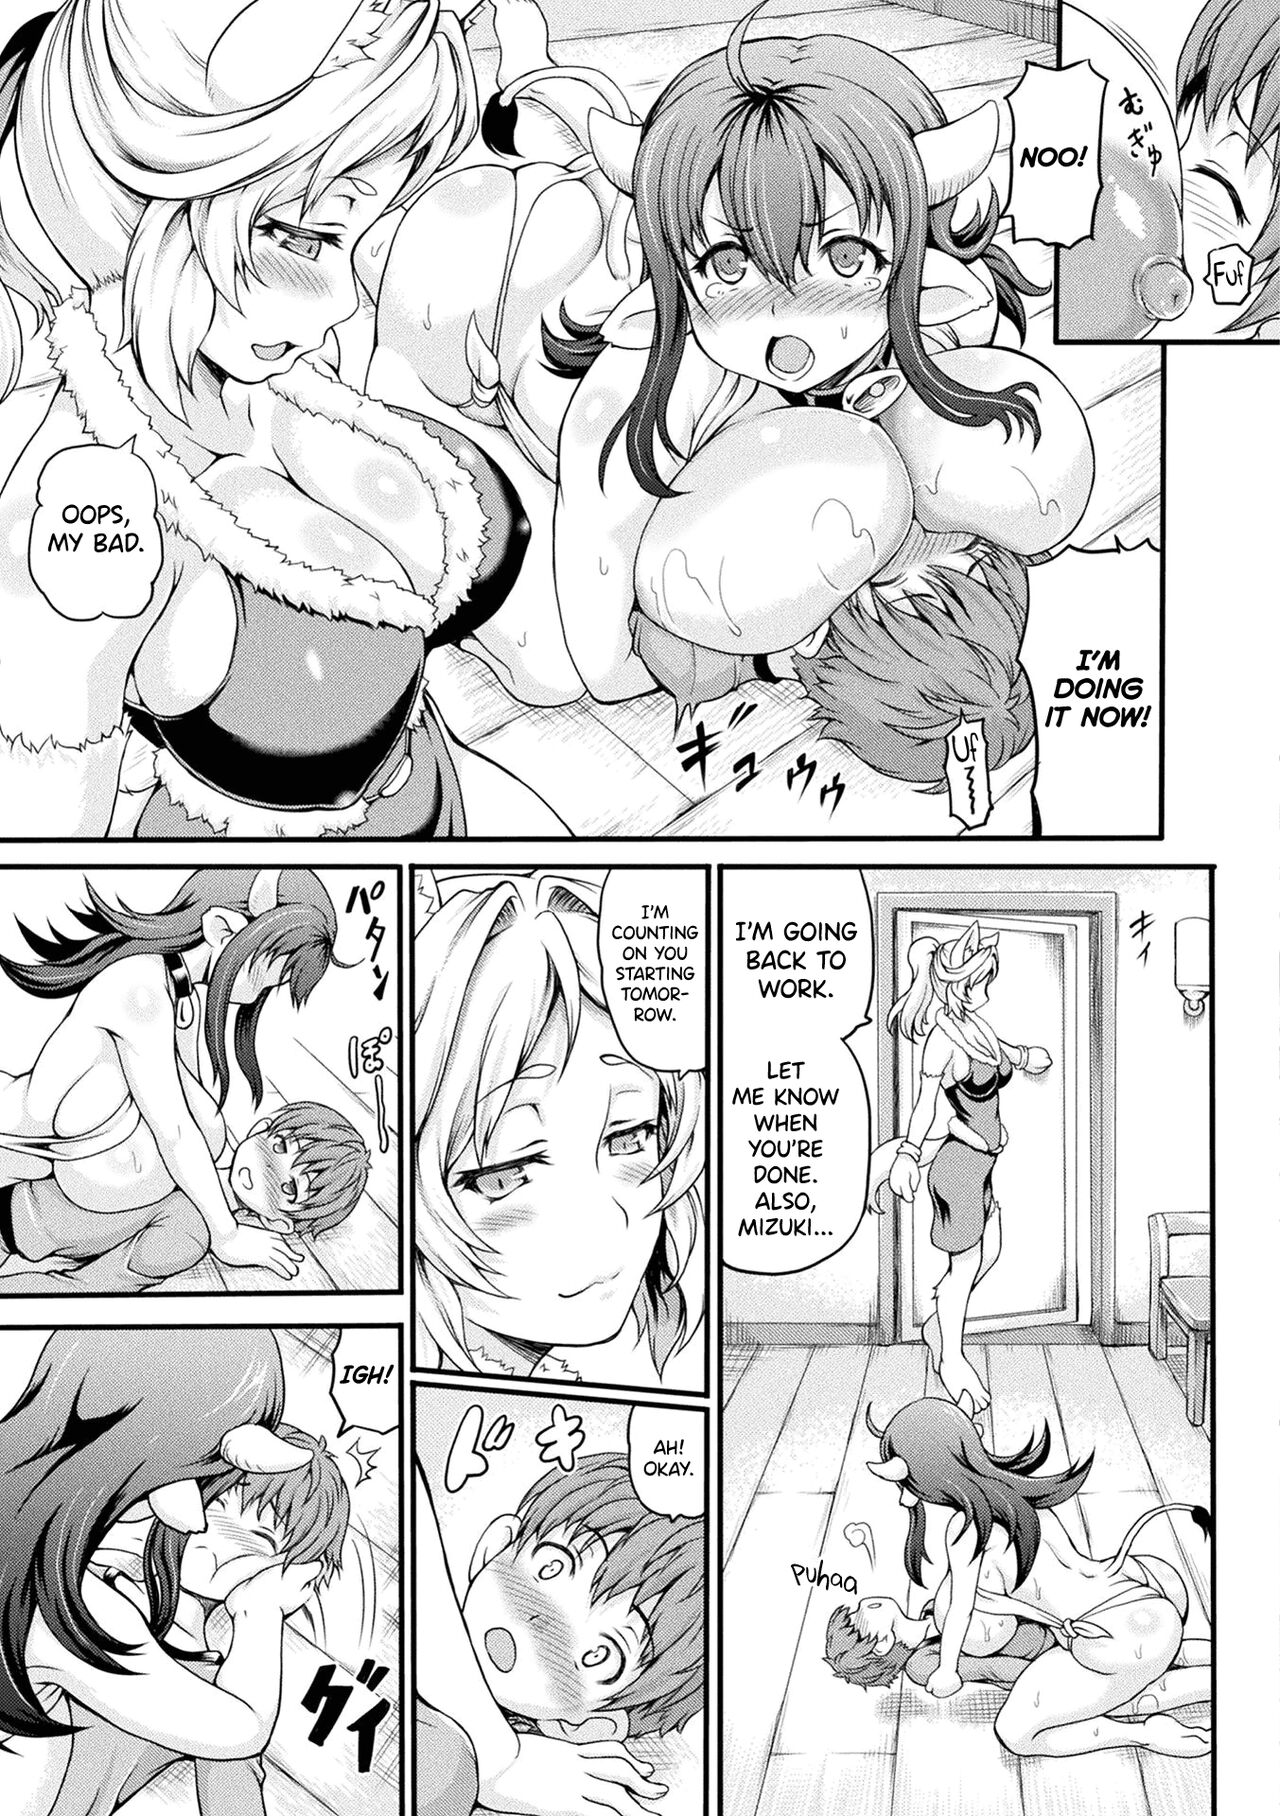 むぎゅ
Fuf
NOO!
I'M
DOING
IT NOW!
Uf
ギュウゥ
OOPS,
MY BAD.
キィ
I'M GOING
BACK TO
WORK.
LET
ME KNOW
WHEN
YOU'RE
DONE.
ALSO,
MIZUKI...
PUHAA
I'M
COUNTING
ON YOU
STARTING
TOMOR-
ROW.
AH!
OKAY.
ドキ
パタン
ぽー
IGH!
グイ